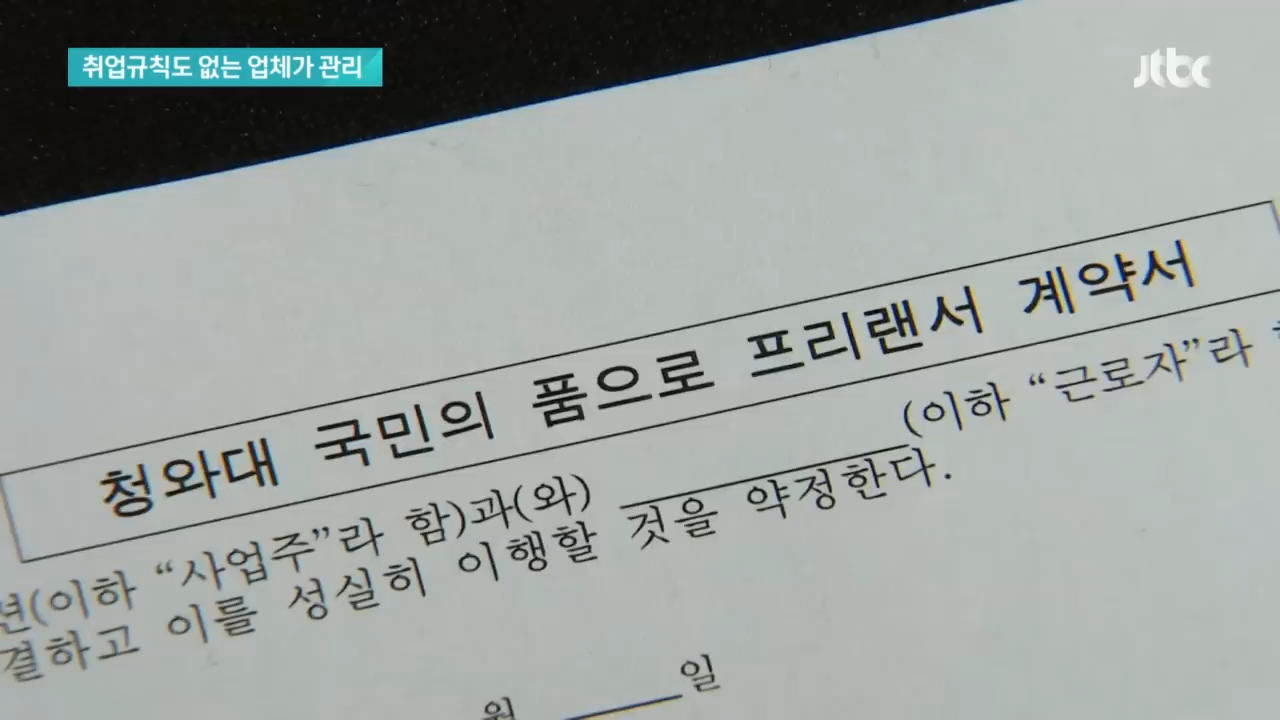 취업규칙도 없는 업체가 관리
jtbc
청와대 국민의 품으로 프리랜서 계약서
션(이하 “사업주”라 함)과(와) (이하 “근로자”라
결하고 이를 성실히 이행할 것을 약정한다.
월 일